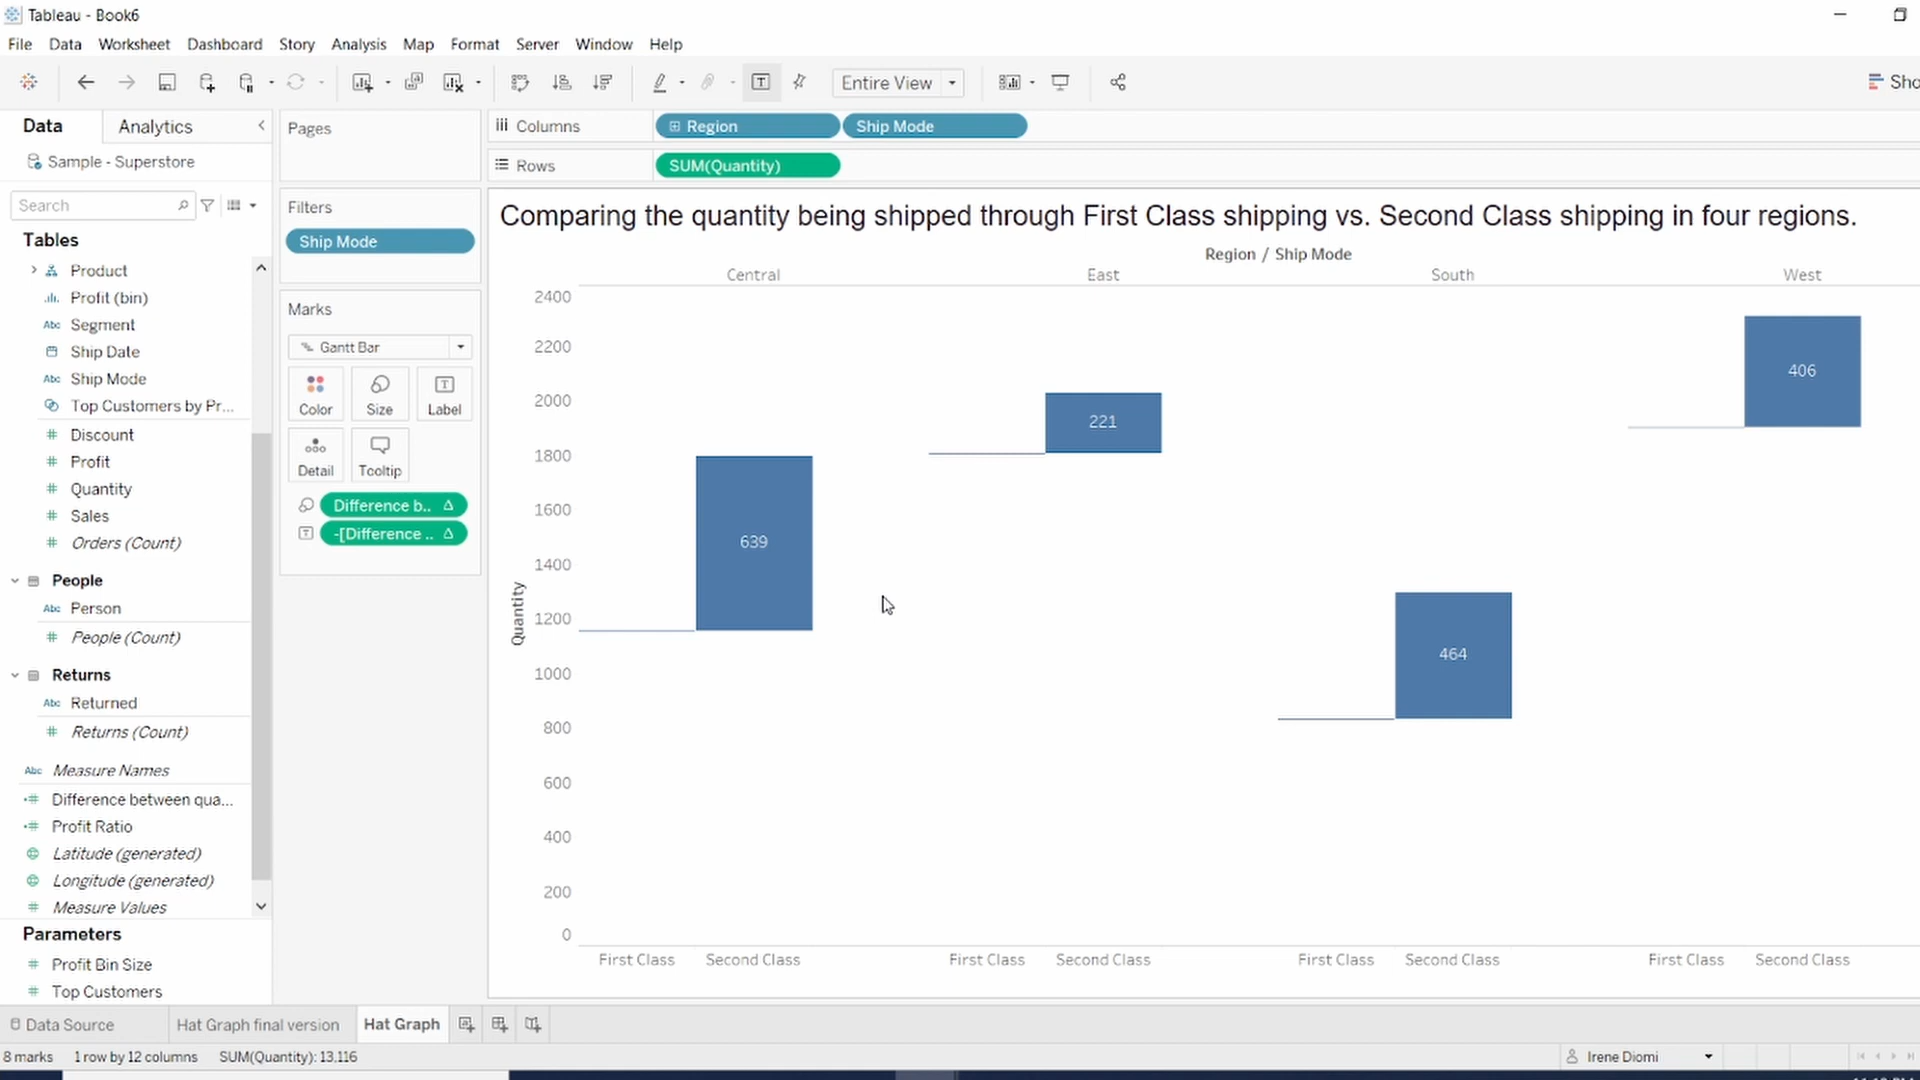 Tableau - Book6
File Data Worksheet Dashboard Story Analysis Map Format Server Window Help
Entire View
Sho
Data
Analytics
Sample - Superstore
Search
Tables
Product
Profit (bin)
Abc Segment
Ship Date
Abc Ship Mode
Top Customers by Pr...
# Discount
# Profit
# Quantity
# Sales
# Orders (Count)
People
Abc Person
# People (Count)
Returns
Abc Returned
# Returns (Count)
Abc Measure Names
Difference between qua...
Profit Ratio
Latitude (generated)
Longitude (generated)
# Measure Values
Parameters
# Profit Bin Size
# Top Customers
Pages
Filters
Ship Mode
Marks
Gantt Bar
Color
Size
Label
Detail
Tooltip
Difference b.. Δ
-[Difference .. Δ
Columns
Region
Ship Mode
Rows
SUM(Quantity)
Comparing the quantity being shipped through First Class shipping vs. Second Class shipping in four regions.
Region / Ship Mode
Central
East
South
West
Quantity
2400
2200
2000
1800
1600
1400
1200
1000
800
600
400
200
0
639
221
464
406
First Class
Second Class
First Class
Second Class
First Class
Second Class
First Class
Second Class
Data Source
Hat Graph final version
Hat Graph
8 marks
1 row by 12 columns
SUM(Quantity): 13,116
Irene Diomi